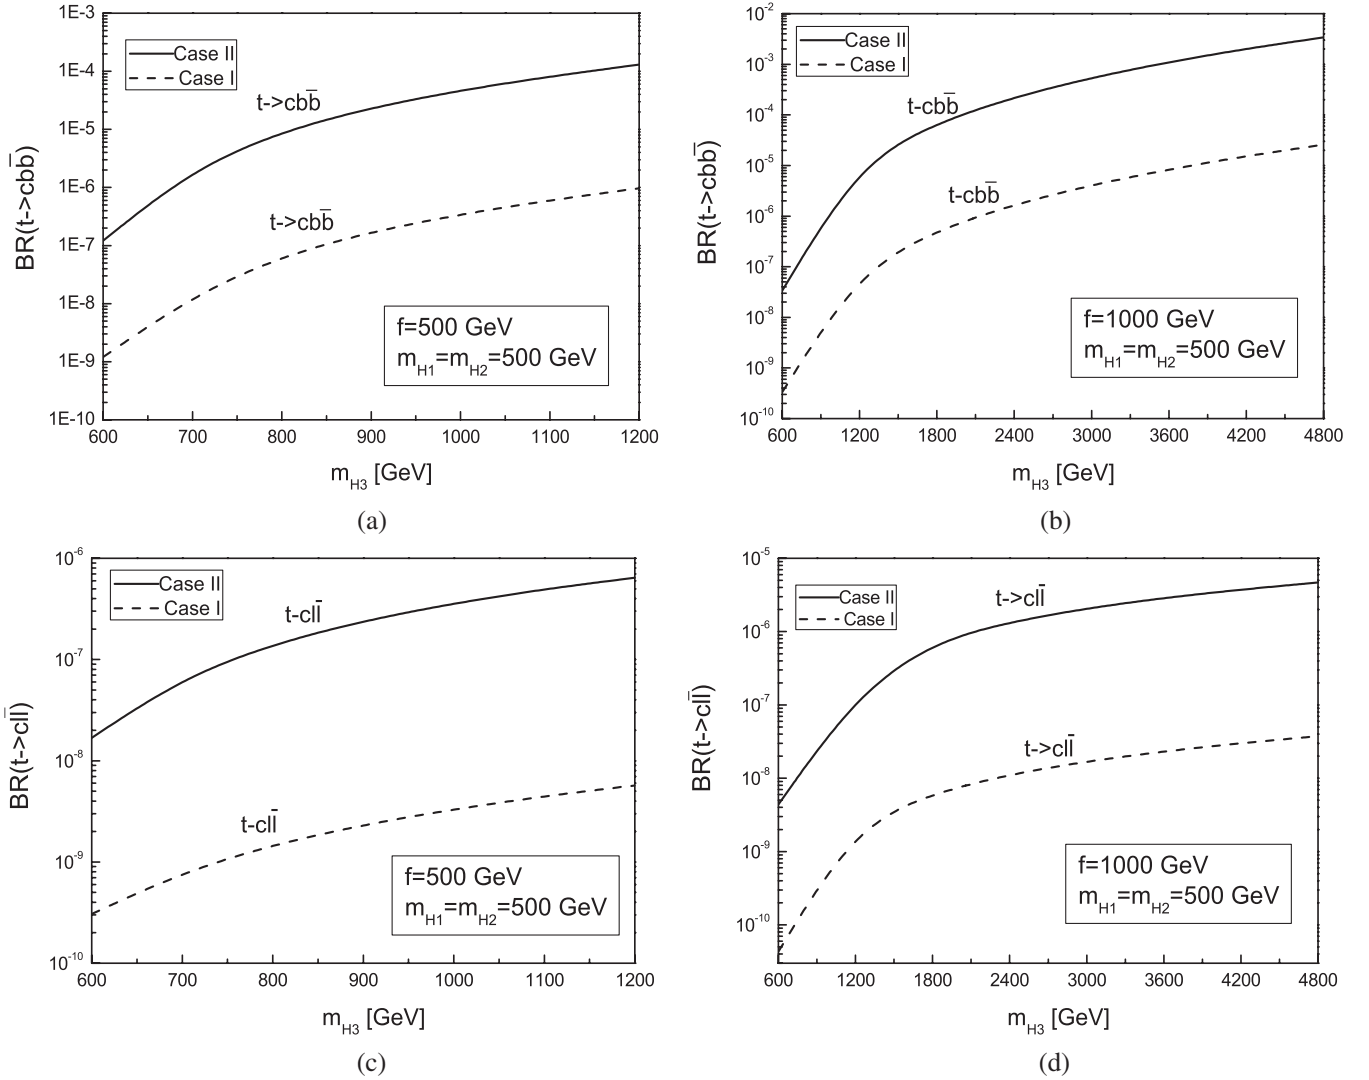 1E-3
1E-4
1E-5
1E-6
1E-7
1E-8
1E-9
1E-10
BR(t->cbb̄)
Case II
Case I
t->cbb̄
t->cbb̄
f=500 GeV
m_H1=m_H2=500 GeV
600 700 800 900 1000 1100 1200
m_H3 [GeV]
(a)
10^-2
10^-3
10^-4
10^-5
10^-6
10^-7
10^-8
10^-9
10^-10
BR(t->cbb̄)
Case II
Case I
t-cbb̄
t-cbb̄
f=1000 GeV
m_H1=m_H2=500 GeV
600 1200 1800 2400 3000 3600 4200 4800
m_H3 [GeV]
(b)
10^-6
10^-7
10^-8
10^-9
10^-10
BR(t->cll̄)
Case II
Case I
t-cll̄
t-cll̄
f=500 GeV
m_H1=m_H2=500 GeV
600 700 800 900 1000 1100 1200
m_H3 [GeV]
(c)
10^-5
10^-6
10^-7
10^-8
10^-9
10^-10
BR(t->cll̄)
Case II
Case I
t->cll̄
t->cll̄
f=1000 GeV
m_H1=m_H2=500 GeV
600 1200 1800 2400 3000 3600 4200 4800
m_H3 [GeV]
(d)